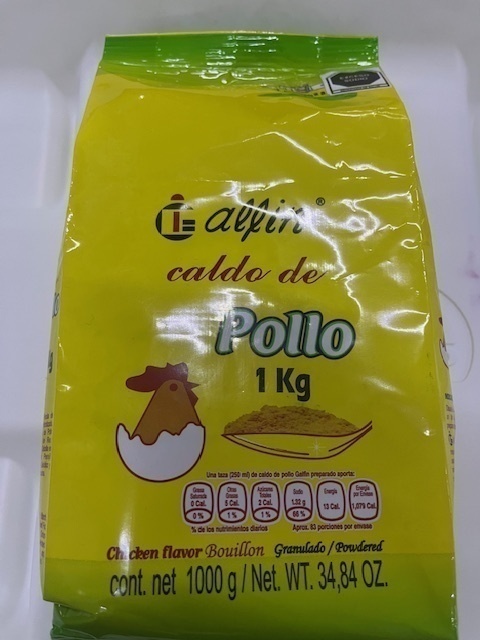 EXCESO
SODIO
Galfin®
caldo de
Pollo
1 Kg
Una taza (250 ml) de caldo de pollo Galfin preparado aporta:
Grasa Saturada 0 Cal. 0 %
Otras Grasas 5 Cal. 1 %
Azúcares Totales 2 Cal. 1 %
Sodio 1,32 g 66 %
Energía 13 Cal.
Energía por Envase 1,079 Cal.
% de los nutrimentos diarios Aprox. 83 porciones por envase
Chicken flavor Bouillon Granulado / Powdered
cont. net 1000 g / Net. WT. 34,84 OZ.